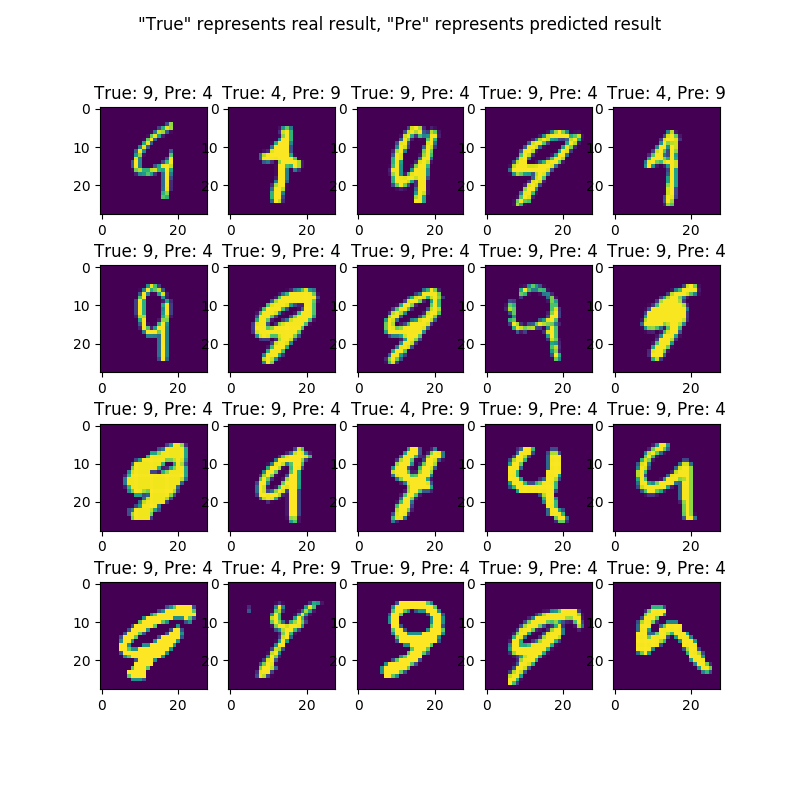 "True" represents real result, "Pre" represents predicted result
True: 9, Pre: 4 True: 4, Pre: 9 True: 9, Pre: 4 True: 9, Pre: 4 True: 4, Pre: 9
0 0 0 0 0
10 10 10 10 10
20 20 20 20 20
0 20 0 20 0 20 0 20 0 20
True: 9, Pre: 4 True: 9, Pre: 4 True: 9, Pre: 4 True: 9, Pre: 4 True: 9, Pre: 4
0 0 0 0 0
10 10 10 10 10
20 20 20 20 20
0 20 0 20 0 20 0 20 0 20
True: 9, Pre: 4 True: 9, Pre: 4 True: 4, Pre: 9 True: 9, Pre: 4 True: 9, Pre: 4
0 0 0 0 0
10 10 10 10 10
20 20 20 20 20
0 20 0 20 0 20 0 20 0 20
True: 9, Pre: 4 True: 4, Pre: 9 True: 9, Pre: 4 True: 9, Pre: 4 True: 9, Pre: 4
0 0 0 0 0
10 10 10 10 10
20 20 20 20 20
0 20 0 20 0 20 0 20 0 20